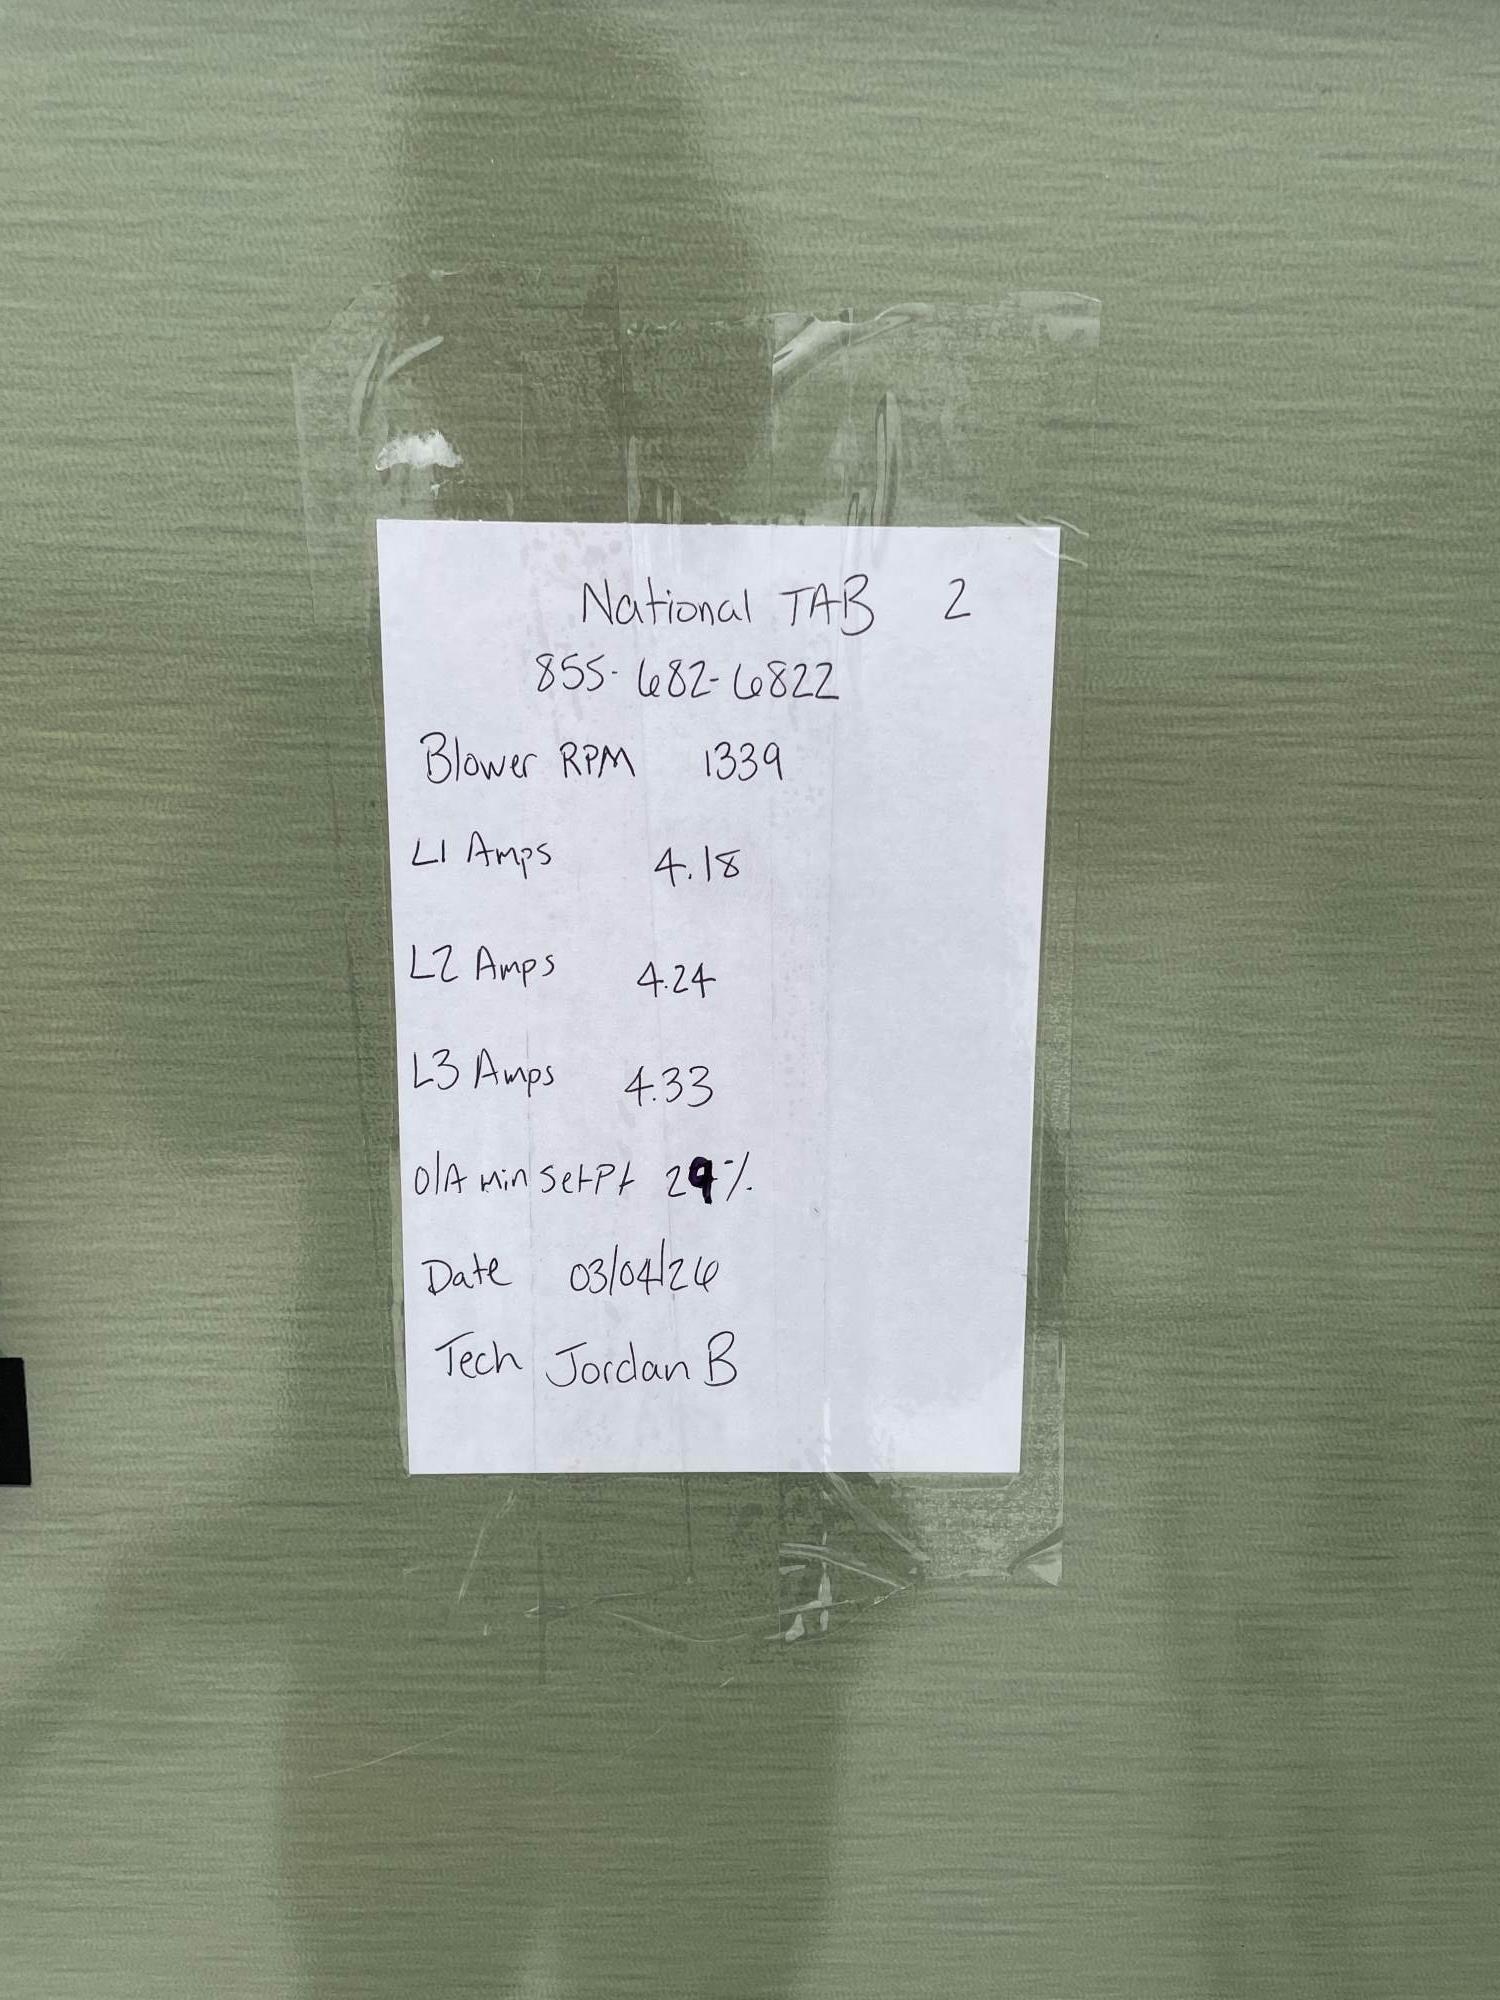 National TAB 2
855-682-6822
Blower RPM 1339
L1 Amps 4.18
L2 Amps 4.24
L3 Amps 4.33
O/A min SetPt 29%
Date 03/04/26
Tech Jordan B